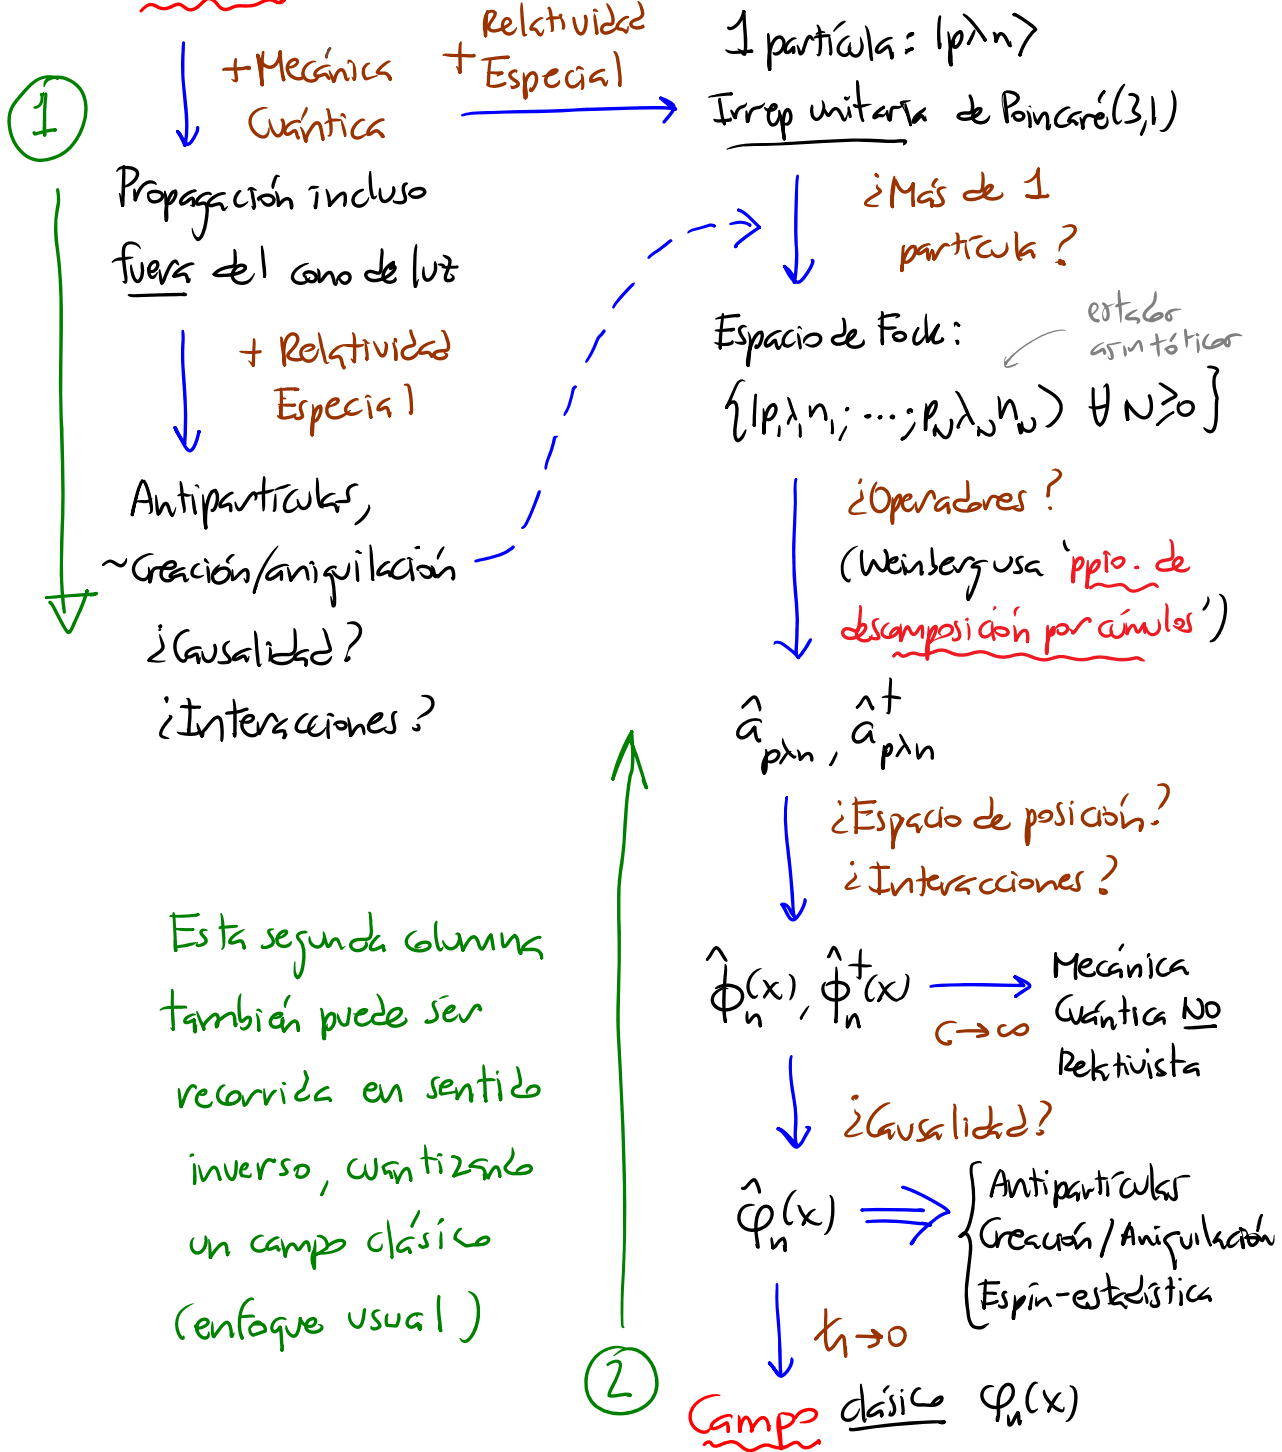 1
+ Mecánica
Cuántica
Propagación incluso
fuera del cono de luz
+ Relatividad
Especial
Antipartículas,
~Creación/aniquilación
¿Causalidad?
¿Interacciones?
+ Relatividad
Especial
1 partícula: |pλn⟩
Irrep unitaria de Poincaré(3,1)
¿Más de 1
partícula?
Espacio de Fock:
estados
asintóticos
{|p₁λ₁n₁; ...; p_Nλ_Nn_N⟩ ∀ N≥0}
¿Operadores?
(Weinberg usa 'ppio. de
descomposición por cúmulos')
â_pλn, â†_pλn
¿Espacio de posición?
¿Interacciones?
ϕ̂_n(x), ϕ̂†_n(x)
c→∞
Mecánica
Cuántica NO
Relativista
¿Causalidad?
φ̂_n(x) ⇒
{ Antipartículas
Creación/Aniquilación
Espín-estadística
ħ→0
Campo clásico φ_n(x)
2
Esta segunda columna
también puede ser
recorrida en sentido
inverso, cuantizando
un campo clásico
(enfoque usual)